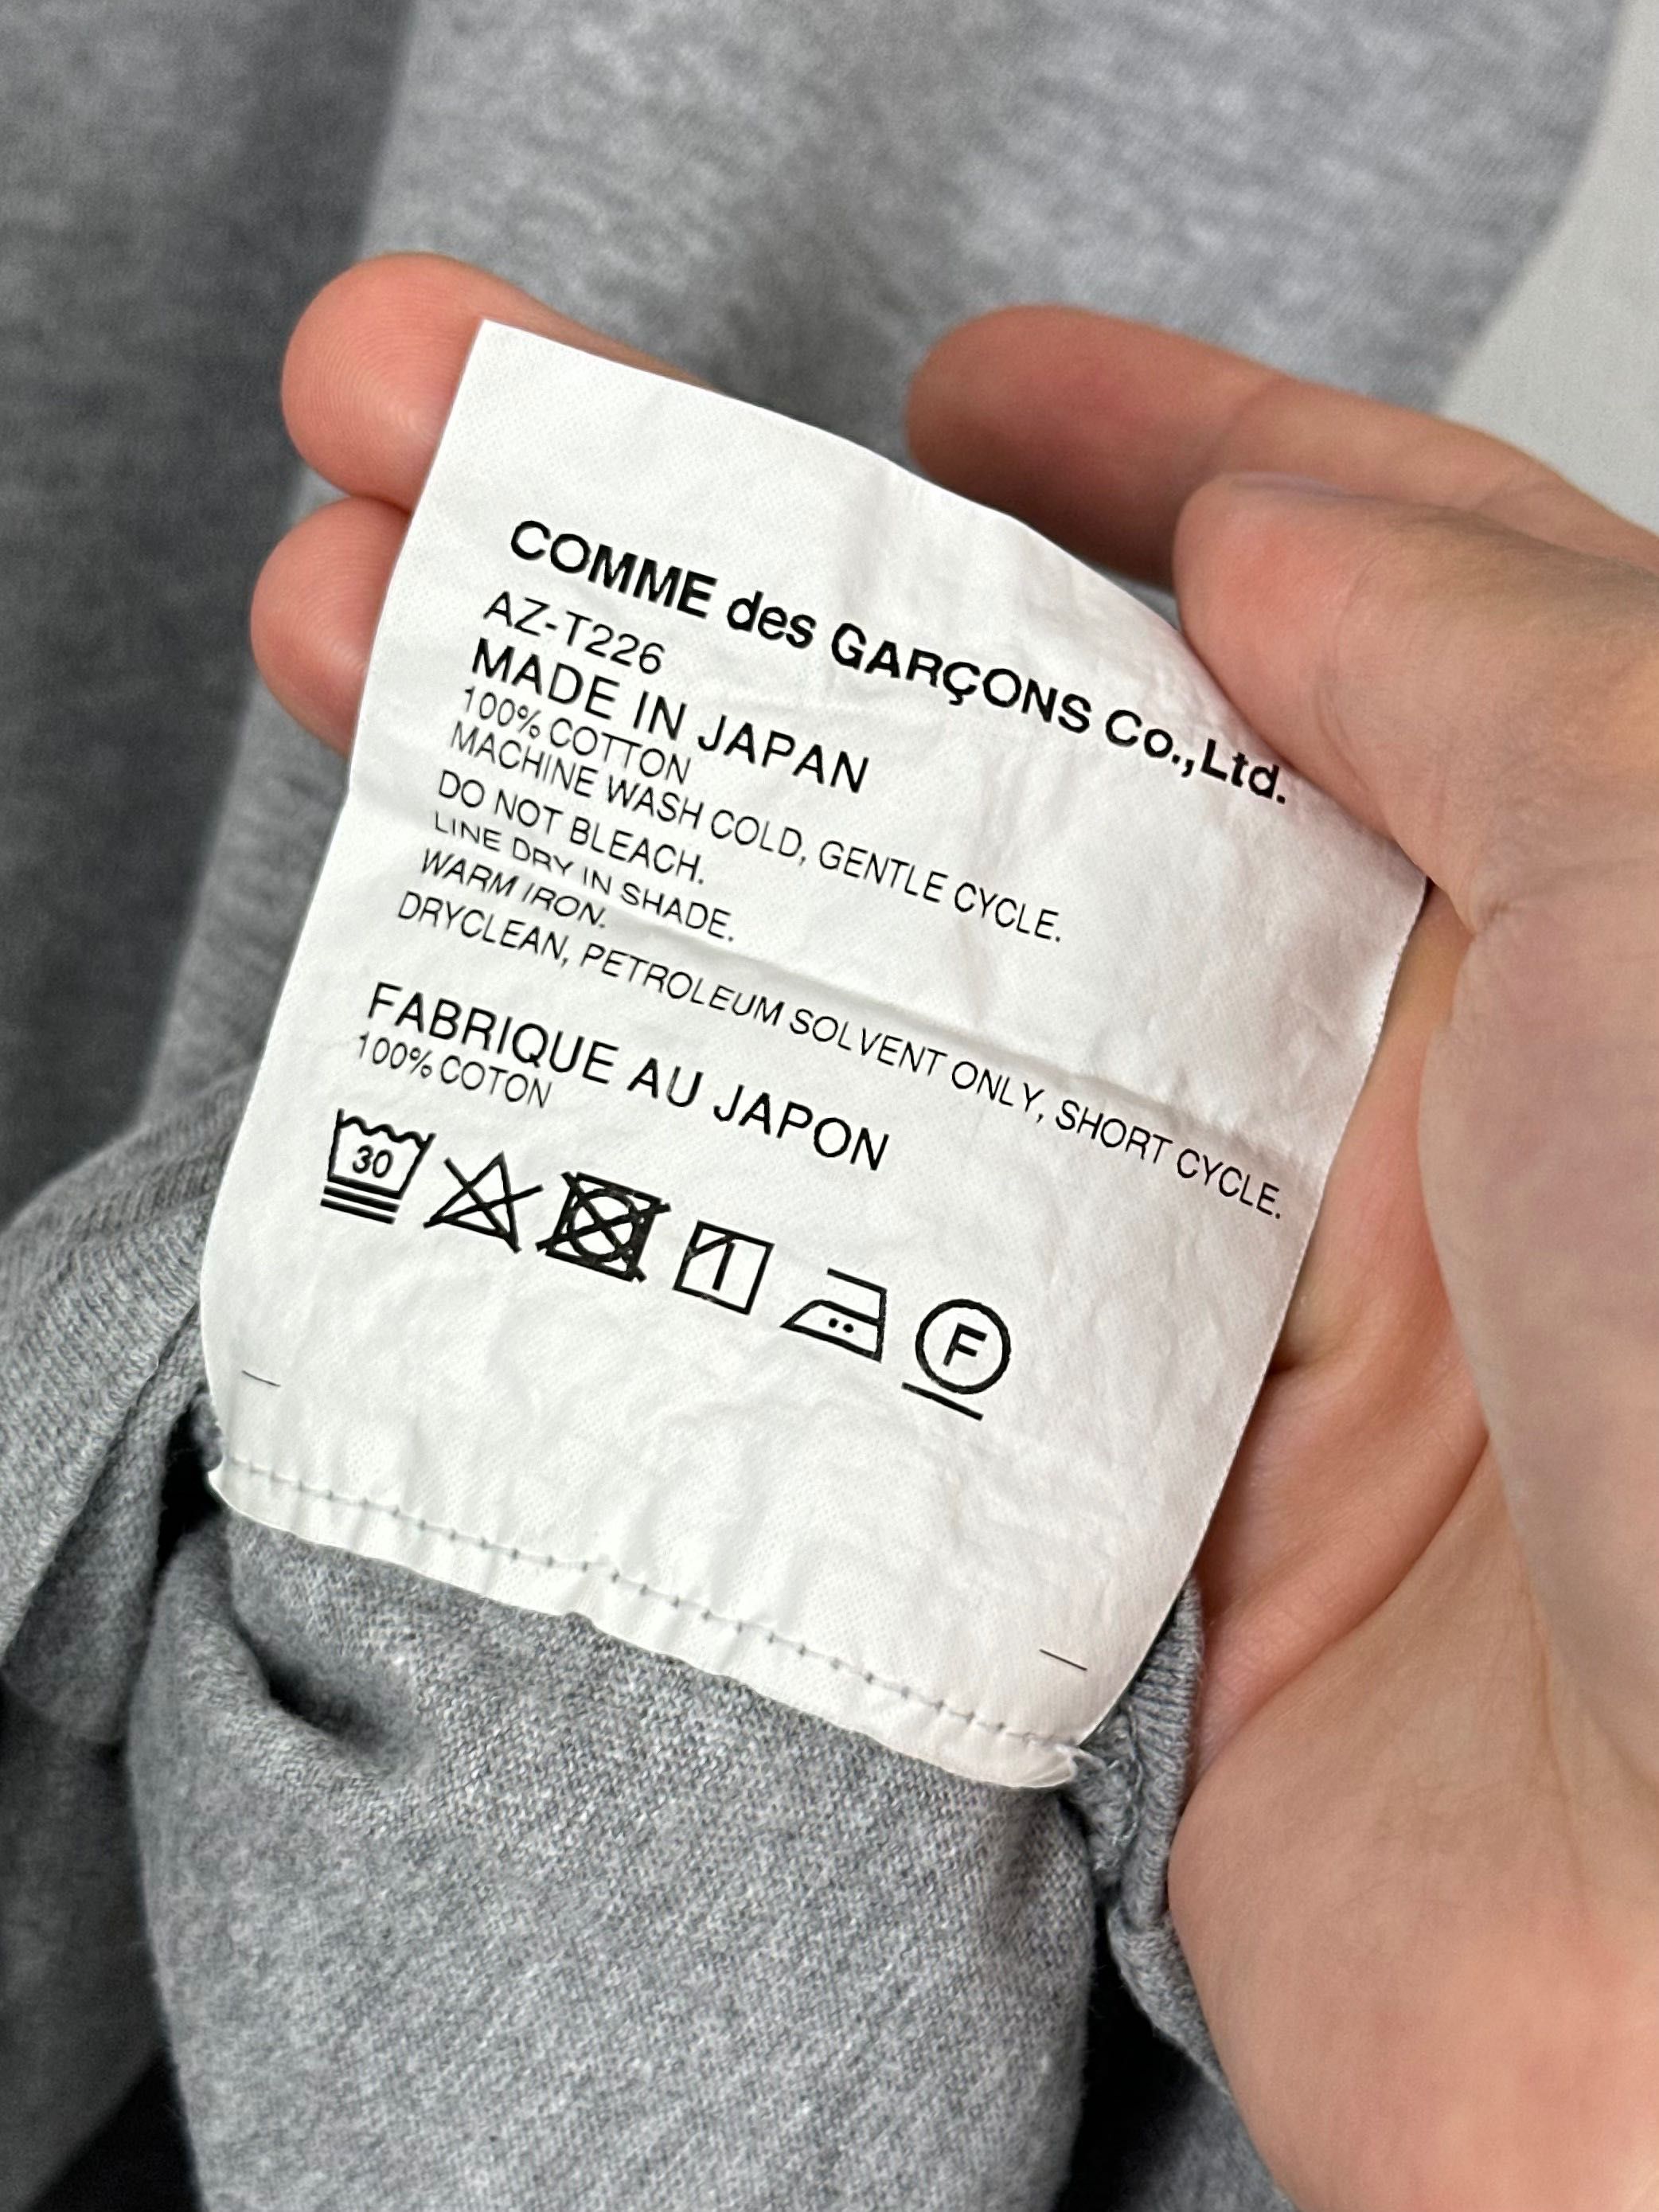 COMME des GARÇONS Co.,Ltd.
AZ-T226
MADE IN JAPAN
100% COTTON
MACHINE WASH COLD, GENTLE CYCLE.
DO NOT BLEACH.
LINE DRY IN SHADE.
WARM IRON.
DRYCLEAN, PETROLEUM SOLVENT ONLY, SHORT CYCLE.
FABRIQUE AU JAPON
100% COTON
30
F